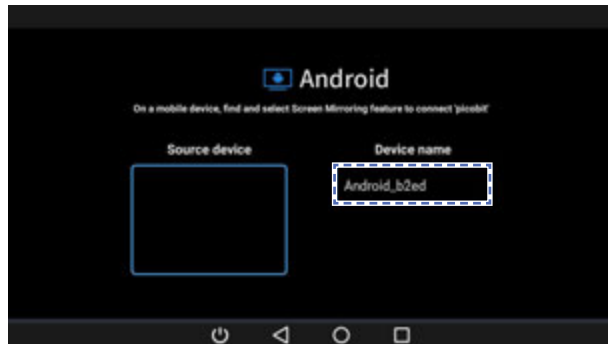 Android
On a mobile device, find and select Screen Mirroring feature to connect 'picobit'
Source device
Device name
Android_b2ed